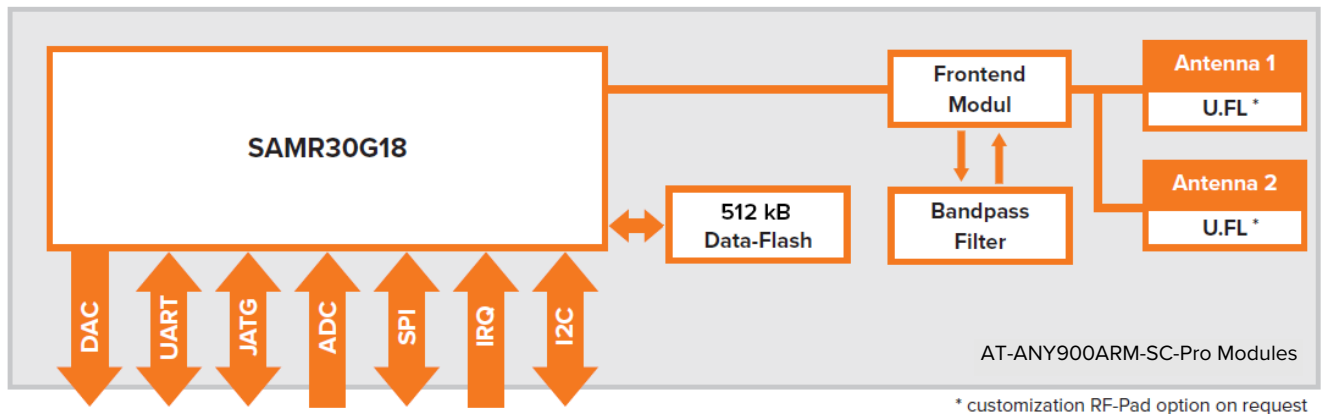 SAMR30G18
Frontend
Modul
Antenna 1
U.FL *
Antenna 2
U.FL *
512 kB
Data-Flash
Bandpass
Filter
DAC
UART
JATG
ADC
SPI
IRQ
I2C
AT-ANY900ARM-SC-Pro Modules
* customization RF-Pad option on request